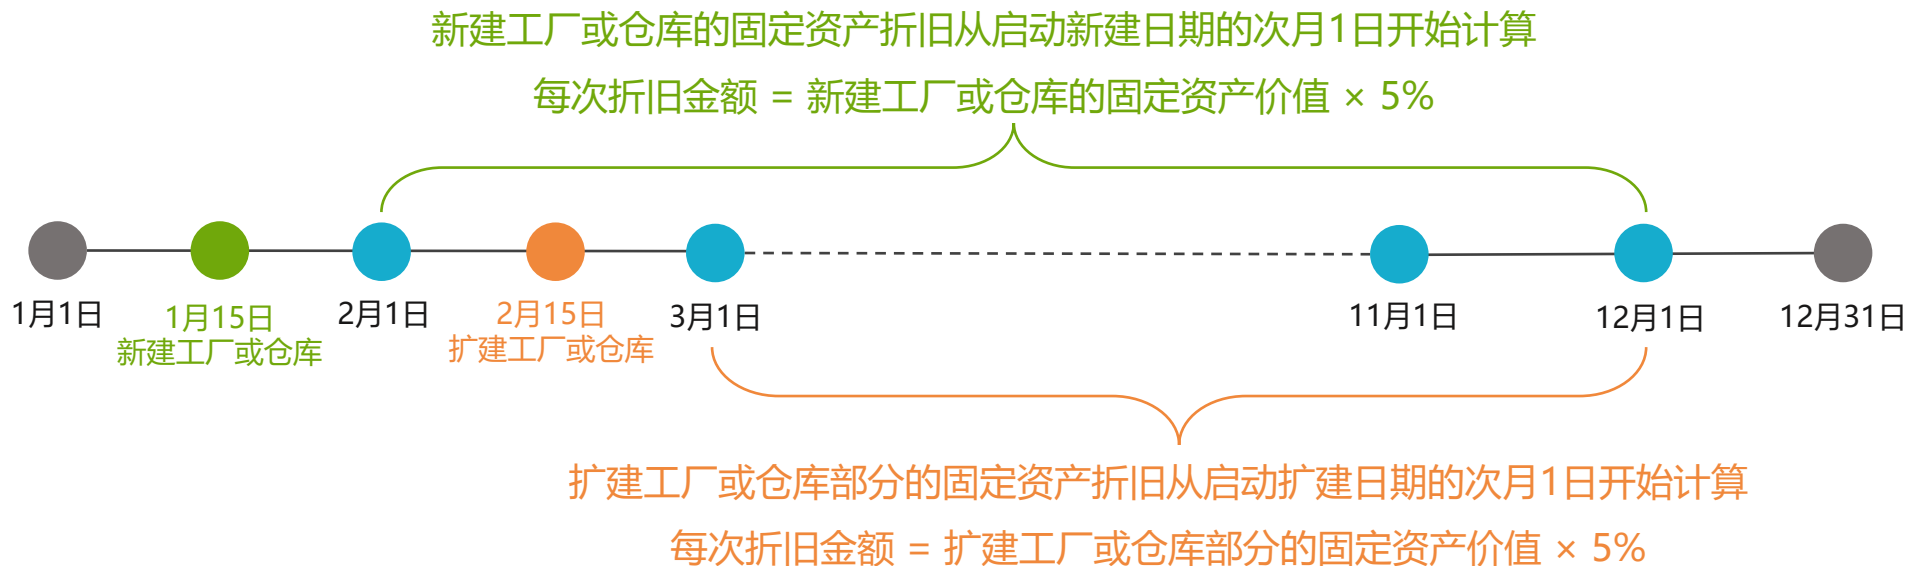 新建工厂或仓库的固定资产折旧从启动新建日期的次月1日开始计算
每次折旧金额 = 新建工厂或仓库的固定资产价值 × 5%
1月1日
1月15日
新建工厂或仓库
2月1日
2月15日
扩建工厂或仓库
3月1日
11月1日
12月1日
12月31日
扩建工厂或仓库部分的固定资产折旧从启动扩建日期的次月1日开始计算
每次折旧金额 = 扩建工厂或仓库部分的固定资产价值 × 5%